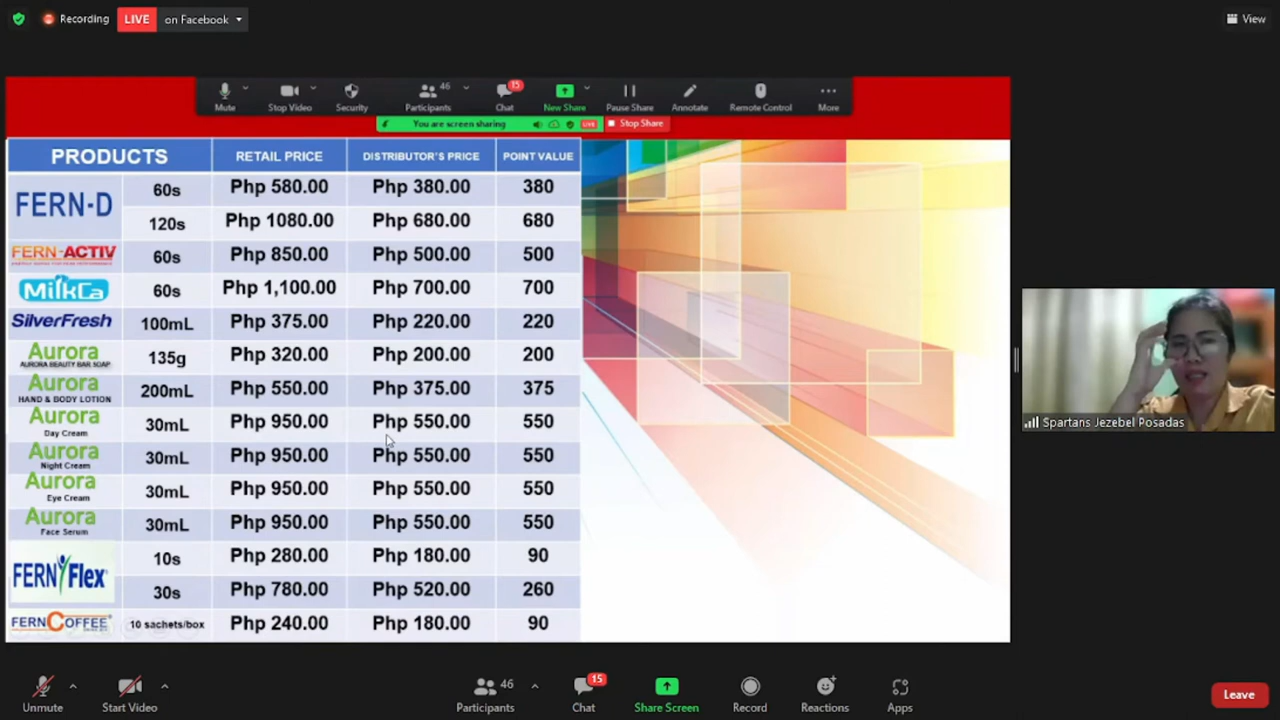 Recording
LIVE on Facebook
View
Mute Stop Video Security Participants 46 Chat 15 New Share Pause Share Annotate Remote Control More
You are screen sharing LIVE Stop Share
PRODUCTS RETAIL PRICE DISTRIBUTOR'S PRICE POINT VALUE
FERN-D 60s Php 580.00 Php 380.00 380
120s Php 1080.00 Php 680.00 680
FERN-ACTIV 60s Php 850.00 Php 500.00 500
MilkCa 60s Php 1,100.00 Php 700.00 700
SilverFresh 100mL Php 375.00 Php 220.00 220
Aurora AURORA BEAUTY BAR SOAP 135g Php 320.00 Php 200.00 200
Aurora HAND & BODY LOTION 200mL Php 550.00 Php 375.00 375
Aurora Day Cream 30mL Php 950.00 Php 550.00 550
Aurora Night Cream 30mL Php 950.00 Php 550.00 550
Aurora Eye Cream 30mL Php 950.00 Php 550.00 550
Aurora Face Serum 30mL Php 950.00 Php 550.00 550
FERN Flex 10s Php 280.00 Php 180.00 90
30s Php 780.00 Php 520.00 260
FERNCOFFEE 10 sachets/box Php 240.00 Php 180.00 90
Spartans Jezebel Posadas
Unmute Start Video Participants 46 Chat 15 Share Screen Record Reactions Apps Leave